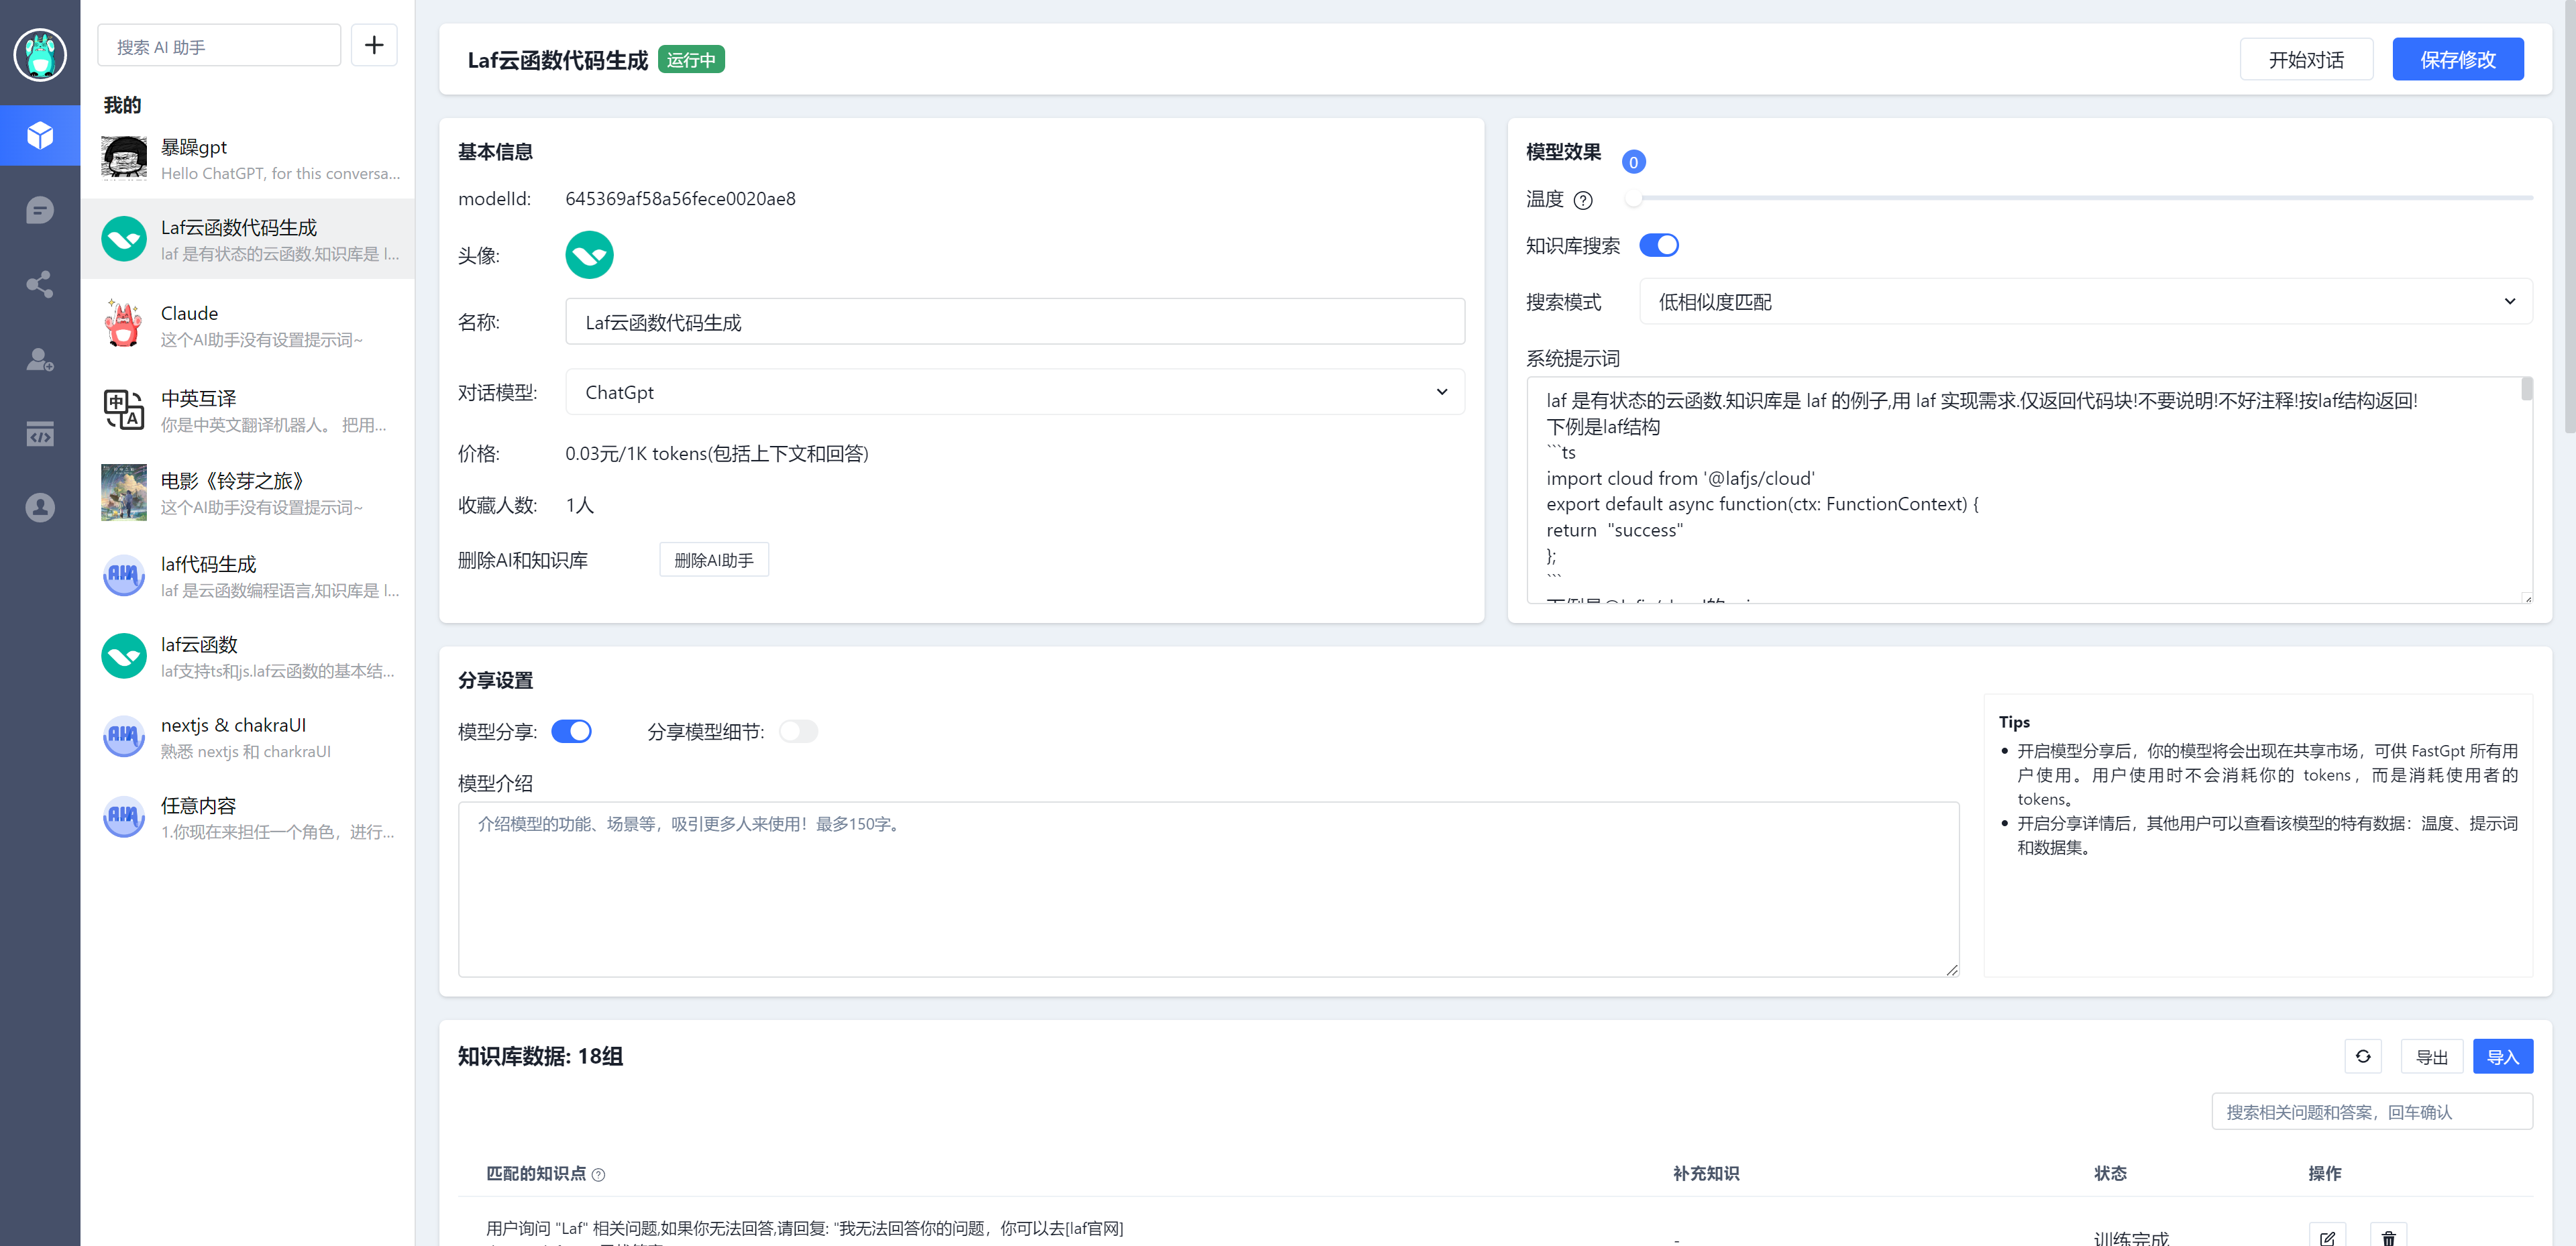 搜索 AI 助手
我的
暴躁gpt
Hello ChatGPT, for this conversa...
Laf云函数代码生成
laf 是有状态的云函数.知识库是 l...
Claude
这个AI助手没有设置提示词~
中英互译
你是中英文翻译机器人。 把用...
电影《铃芽之旅》
这个AI助手没有设置提示词~
laf代码生成
laf 是云函数编程语言,知识库是 l...
laf云函数
laf支持ts和js.laf云函数的基本结...
nextjs & chakraUI
熟悉 nextjs 和 charkraUI
任意内容
1.你现在来担任一个角色，进行...
Laf云函数代码生成 运行中
开始对话 保存修改
基本信息
modelId: 645369af58a56fece0020ae8
头像:
名称: Laf云函数代码生成
对话模型: ChatGpt
价格: 0.03元/1K tokens(包括上下文和回答)
收藏人数: 1人
删除AI和知识库 删除AI助手
模型效果
0
温度
知识库搜索
搜索模式 低相似度匹配
系统提示词
laf 是有状态的云函数.知识库是 laf 的例子,用 laf 实现需求.仅返回代码块!不要说明!不好注释!按laf结构返回!
下例是laf结构
```ts
import cloud from '@lafjs/cloud'
export default async function(ctx: FunctionContext) {
return "success"
};
```
分享设置
模型分享: 分享模型细节:
模型介绍
介绍模型的功能、场景等，吸引更多人来使用！最多150字。
Tips
开启模型分享后，你的模型将会出现在共享市场，可供 FastGpt 所有用
户使用。用户使用时不会消耗你的 tokens，而是消耗使用者的
tokens。
开启分享详情后，其他用户可以查看该模型的特有数据：温度、提示词
和数据集。
知识库数据: 18组
导出 导入
搜索相关问题和答案，回车确认
匹配的知识点 补充知识 状态 操作
用户询问 "Laf" 相关问题,如果你无法回答,请回复: "我无法回答你的问题，你可以去[laf官网]
- 训练完成